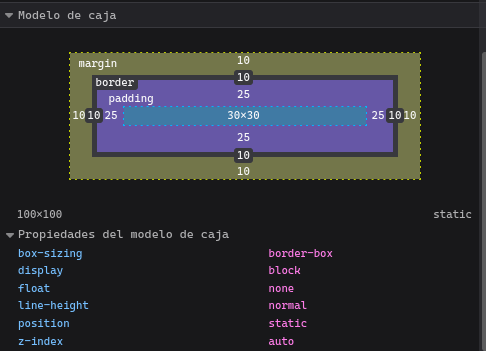 Modelo de caja
10
margin
10
border
25
padding
10 10 25 30×30 25 10 10
25
10
10
100×100 static
Propiedades del modelo de caja
box-sizing border-box
display block
float none
line-height normal
position static
z-index auto